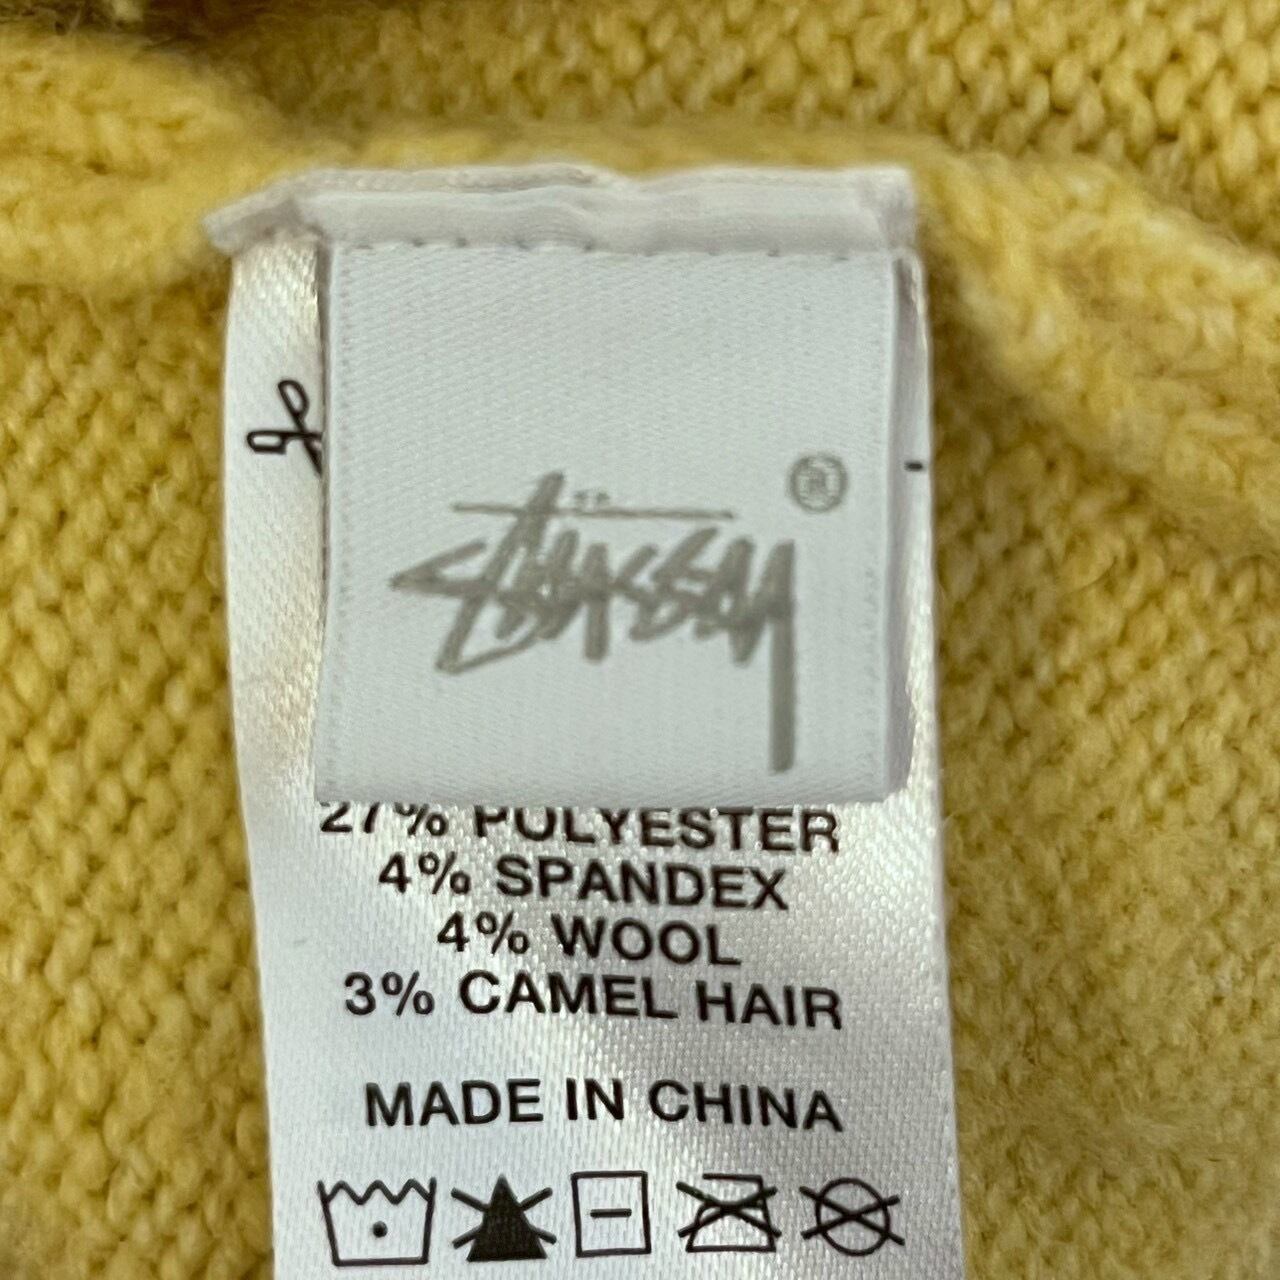 STÜSSY ®
27% POLYESTER
4% SPANDEX
4% WOOL
3% CAMEL HAIR
MADE IN CHINA